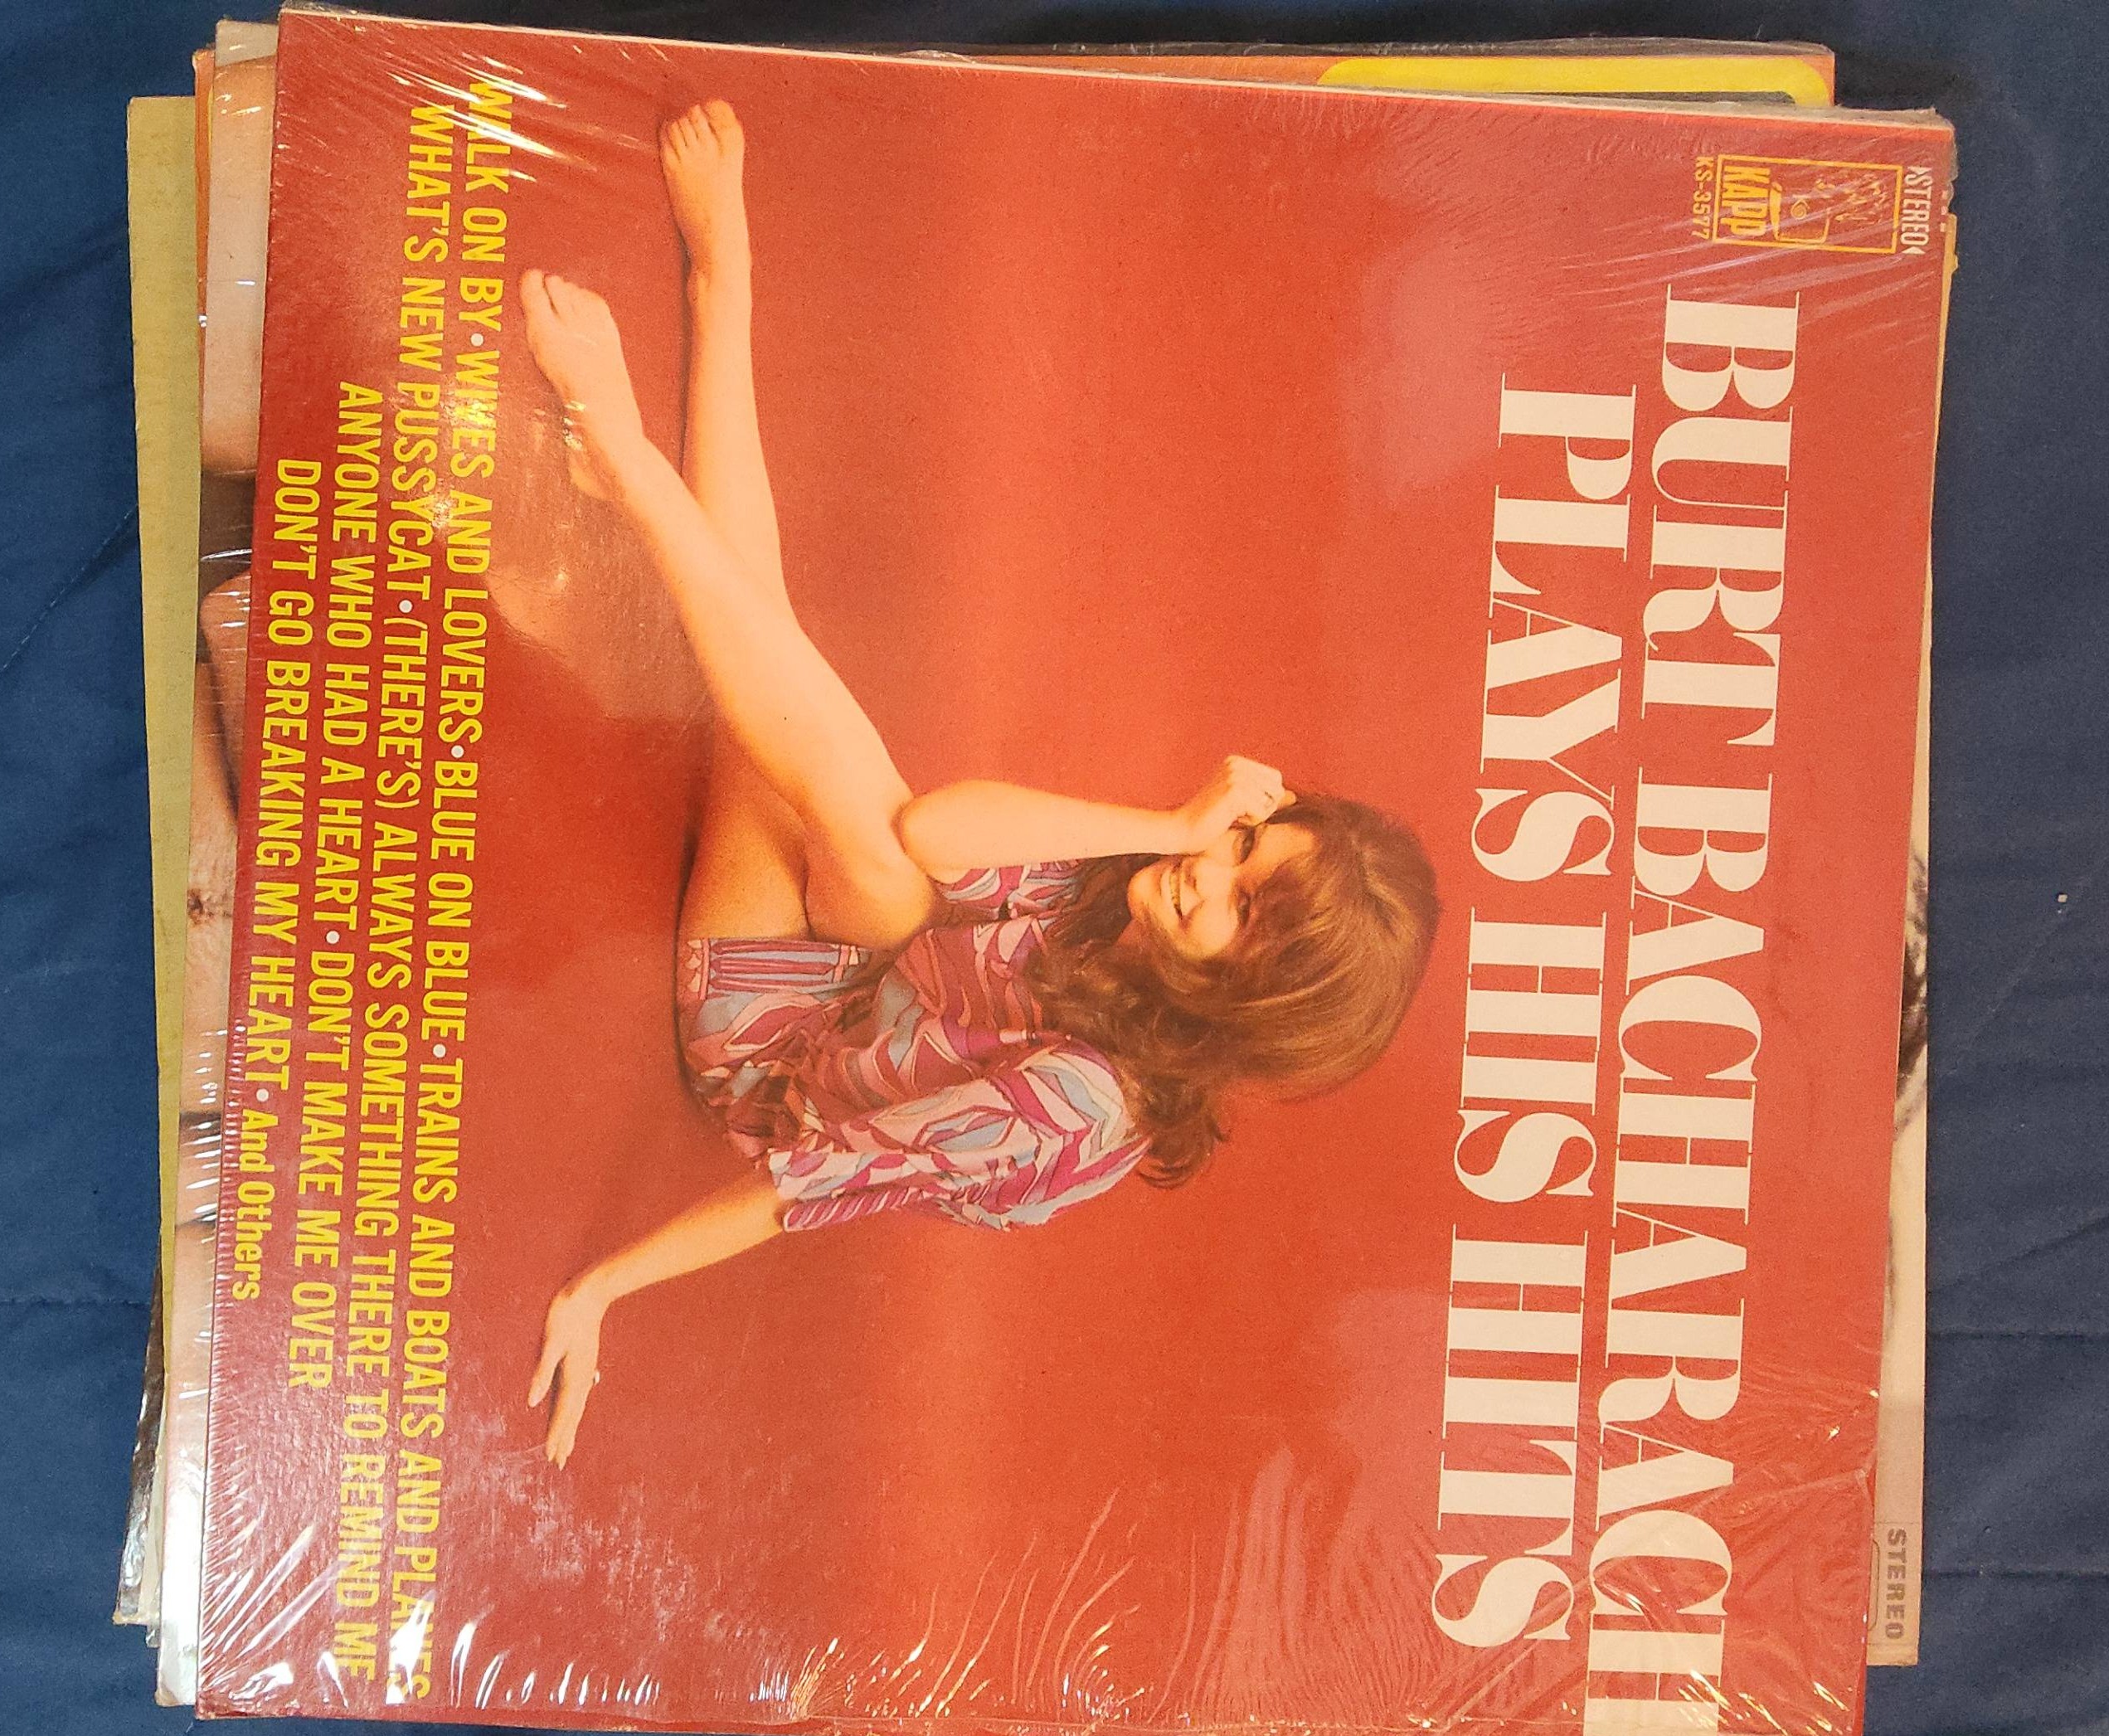 STEREO
KAPP
KS-3577
BURT BACHARACH
PLAYS HIS HITS
WALK ON BY • WIVES AND LOVERS • BLUE ON BLUE • TRAINS AND BOATS AND PLANES
WHAT'S NEW PUSSYCAT • (THERE'S) ALWAYS SOMETHING THERE TO REMIND ME
ANYONE WHO HAD A HEART • DON'T MAKE ME OVER
DON'T GO BREAKING MY HEART • And Others
STEREO